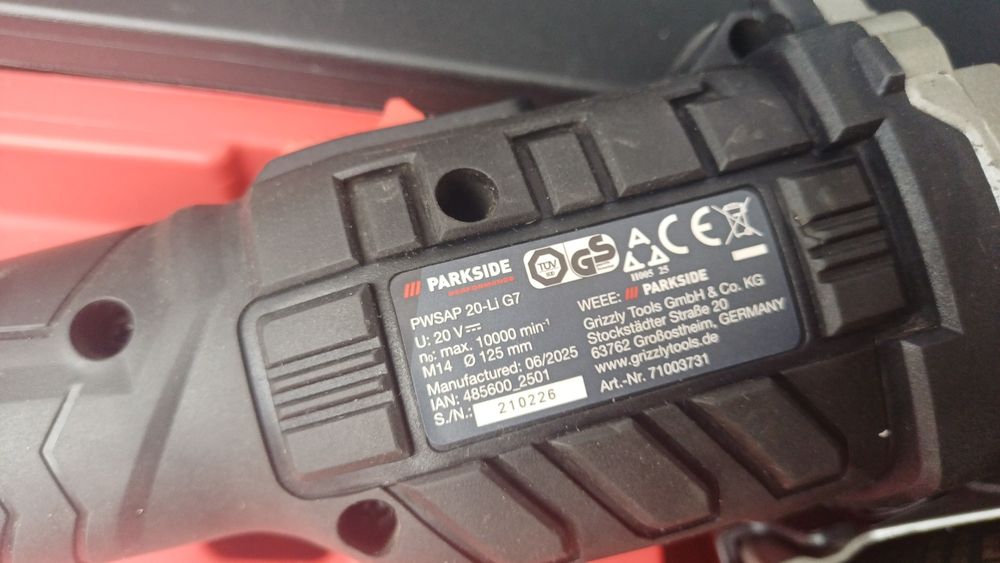 /// PARKSIDE
PERFORMANCE
PWSAP 20-Li G7
U: 20 V
n₀: max. 10000 min⁻¹
M14 Ø 125 mm
Manufactured: 06/2025
IAN: 485600_2501
S./N.: 210226
TÜV
GS
11005 25
CE
WEEE: /// PARKSIDE
Grizzly Tools GmbH & Co. KG
Stockstädter Straße 20
63762 Großostheim, GERMANY
www.grizzlytools.de
Art.-Nr. 71003731